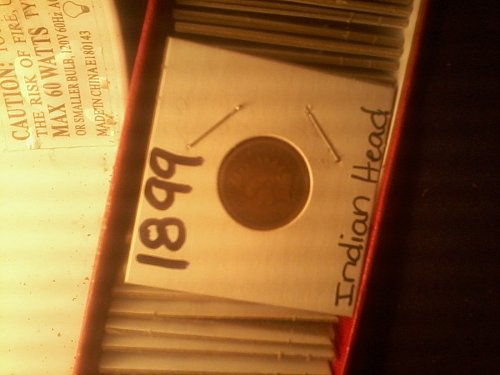 CAUTION: TO
THE RISK OF FIRE,
MAX 60 WATTS TY
OR SMALLER BULB, 120V 60Hz
MADE IN CHINA E180143
1899
Indian Head